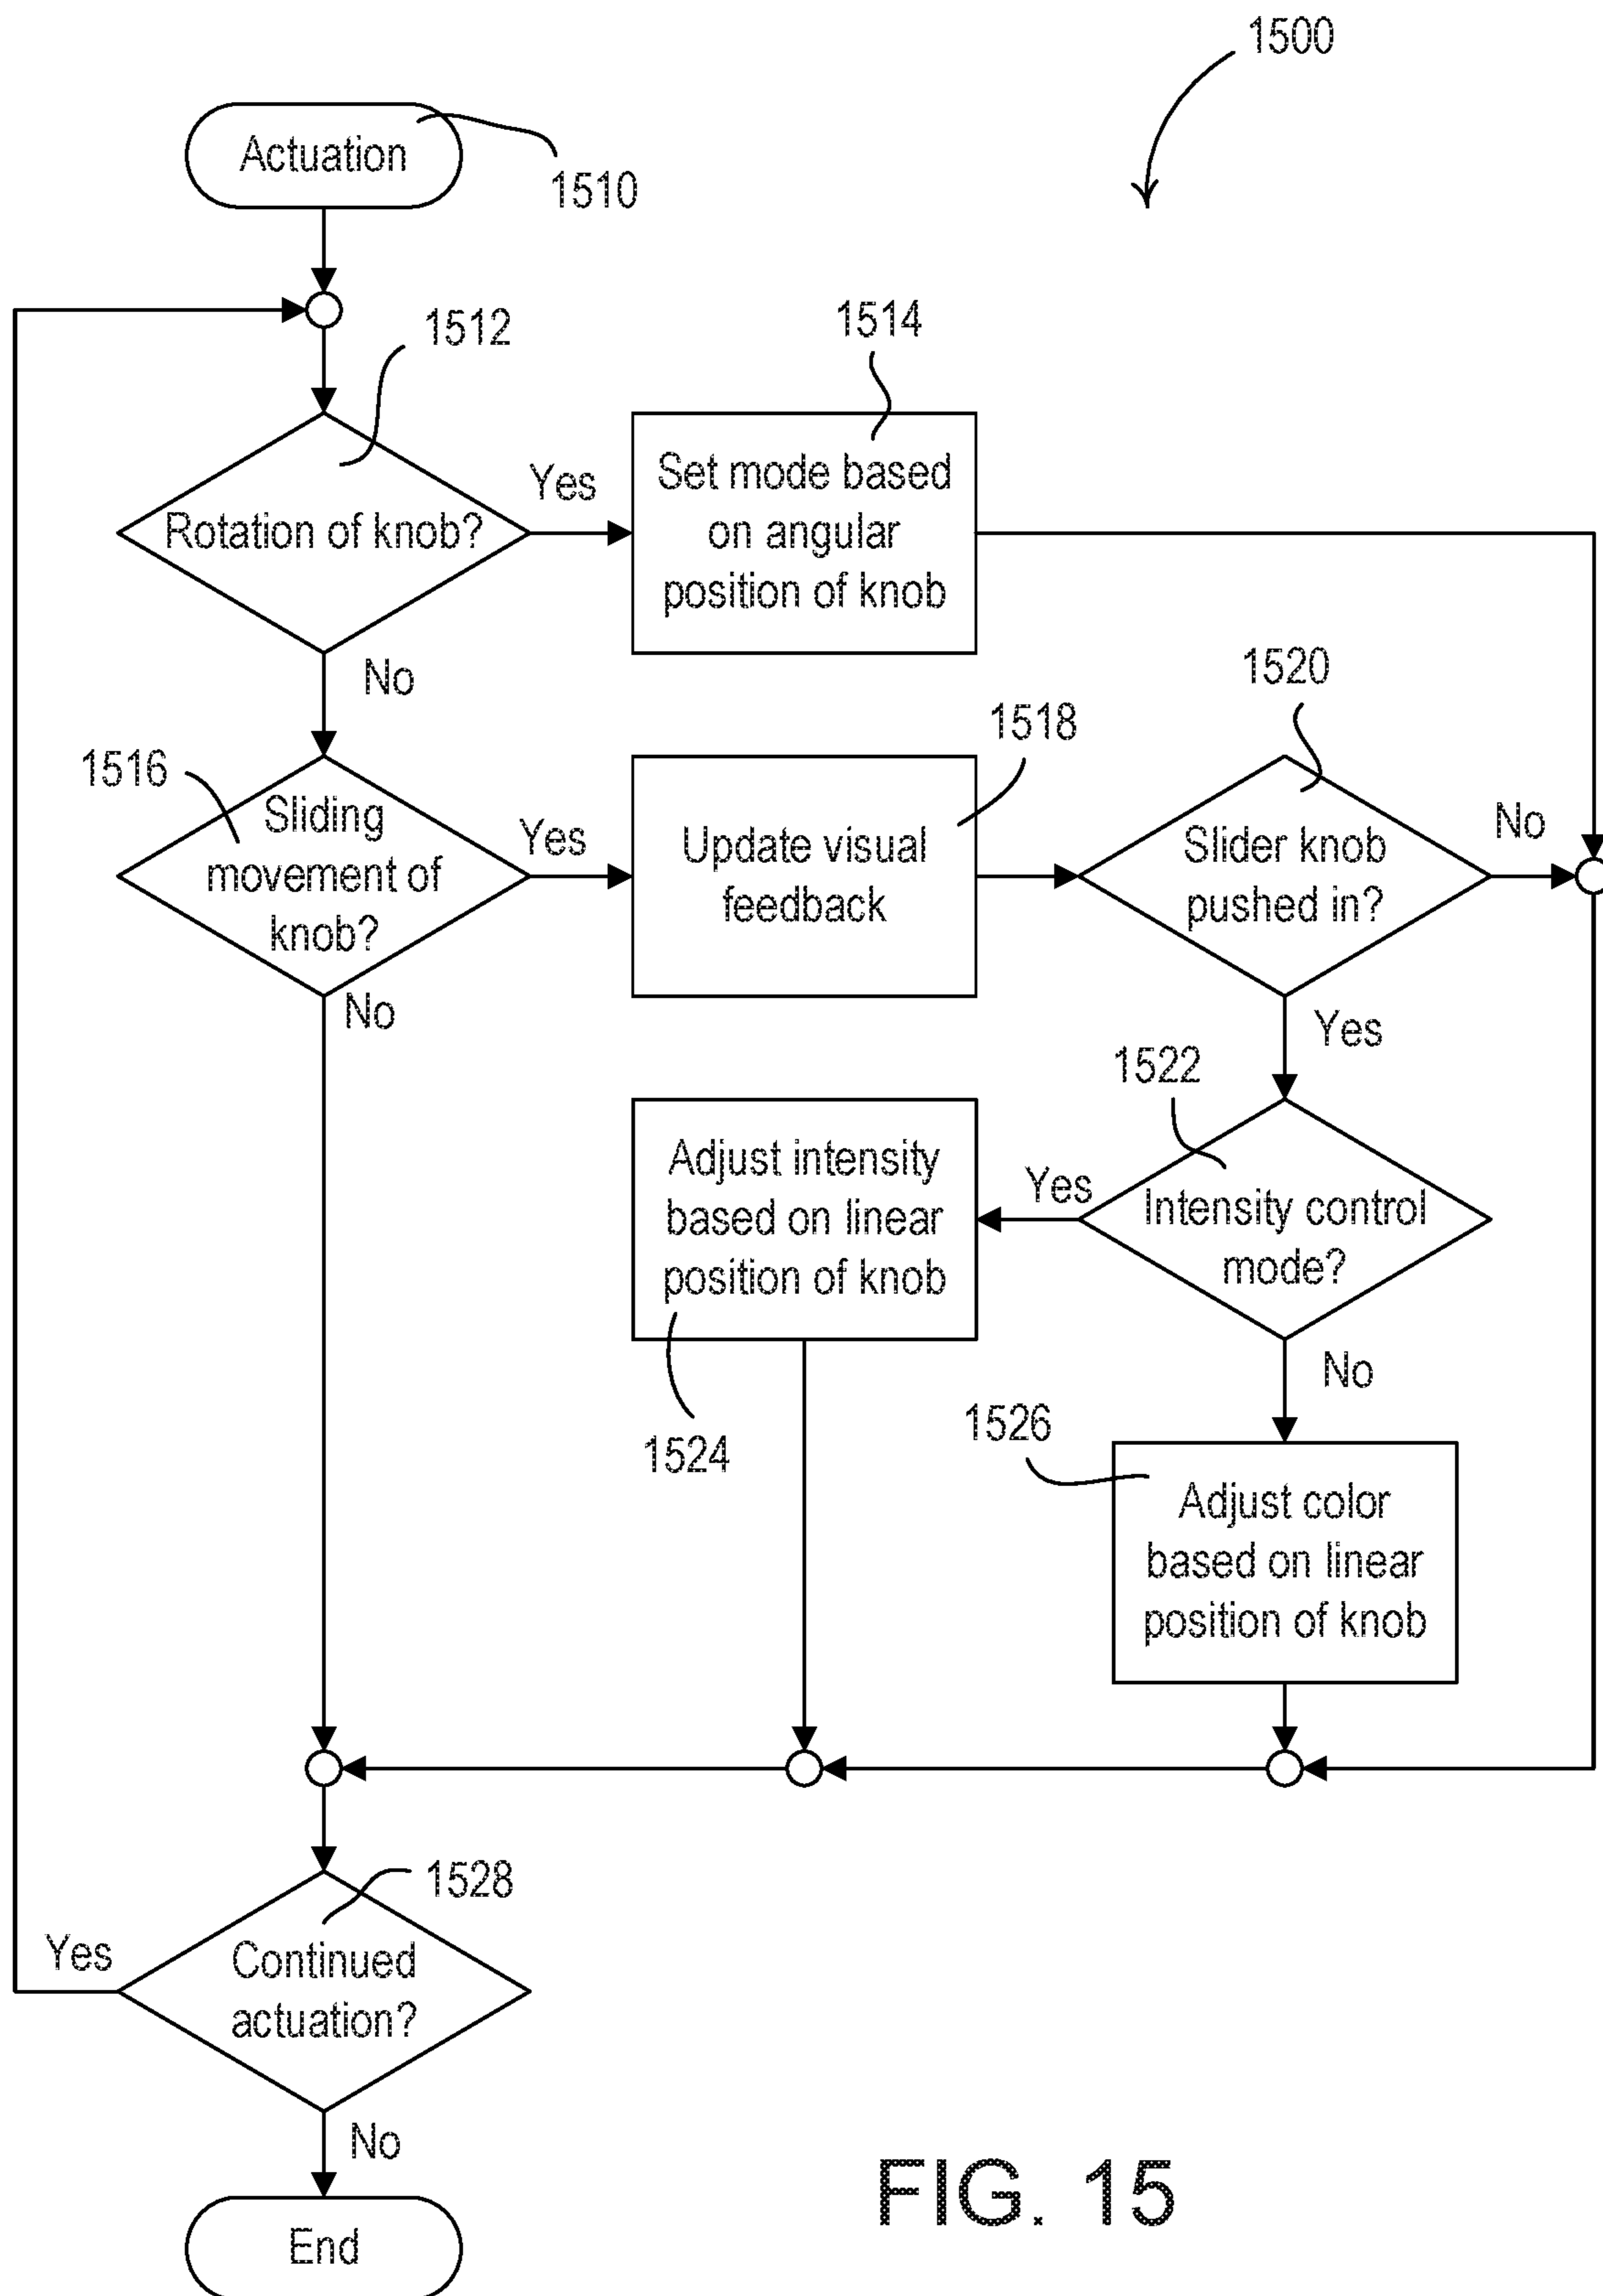 1500
Actuation
1510
1512
1514
Yes
Set mode based
on angular
position of knob
Rotation of knob?
No
1520
1518
1516
Sliding
movement of
knob?
Yes
Update visual
feedback
Slider knob
pushed in?
No
No
Yes
1522
Adjust intensity
based on linear
position of knob
Yes
Intensity control
mode?
No
1524
1526
Adjust color
based on linear
position of knob
1528
Yes
Continued
actuation?
No
End
FIG. 15